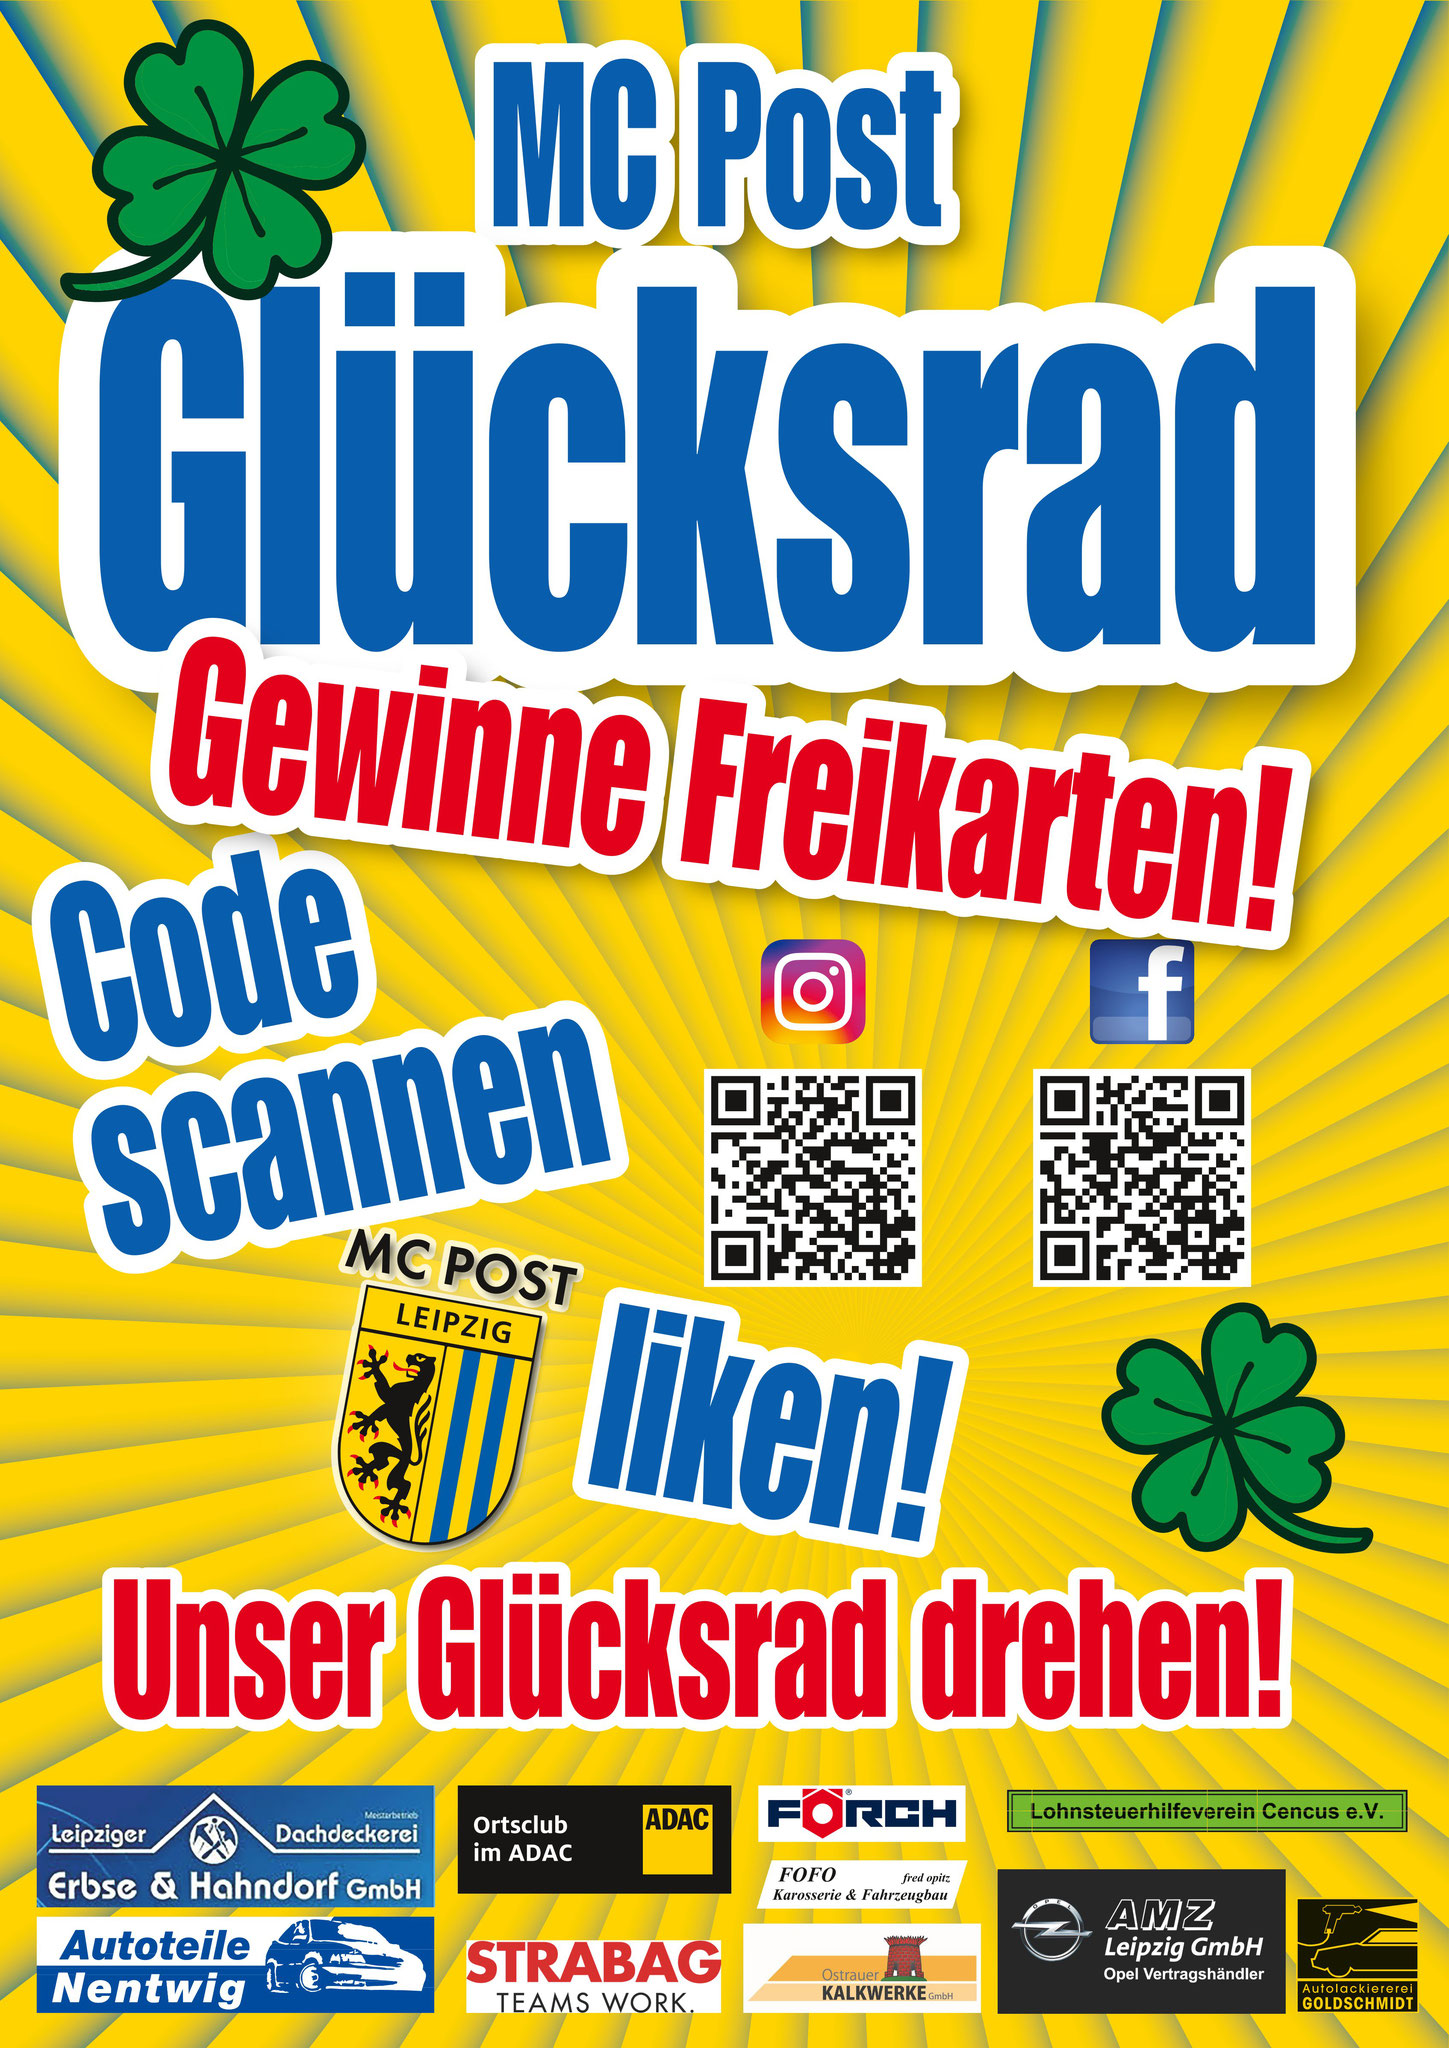 MC Post
Glücksrad
Gewinne Freikarten!
Code
scannen
MC POST
LEIPZIG
liken!
Unser Glücksrad drehen!
Meisterbetrieb
Leipziger Dachdeckerei
Erbse & Hahndorf GmbH
Autoteile
Nentwig
Ortsclub
im ADAC
ADAC
STRABAG
TEAMS WORK.
FÖRCH®
FOFO fred opitz
Karosserie & Fahrzeugbau
Ostrauer
KALKWERKE GmbH
Lohnsteuerhilfeverein Cencus e.V.
OPEL
AMZ
Leipzig GmbH
Opel Vertragshändler
Autolackiererei
GOLDSCHMIDT